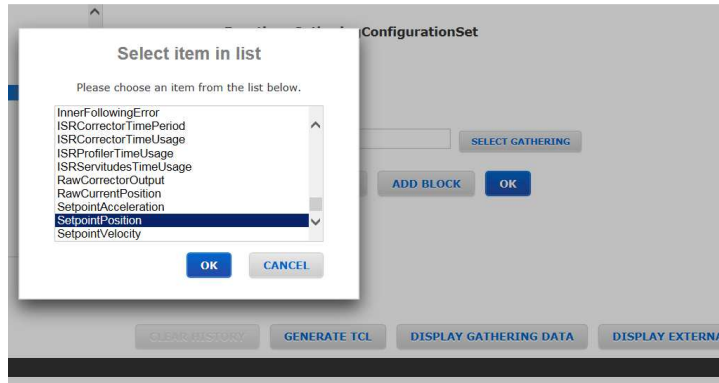 ConfigurationSet
Select item in list
Please choose an item from the list below.
InnerFollowingError
ISRCorrectorTimePeriod
ISRCorrectorTimeUsage
ISRProfilerTimeUsage
ISRServitudesTimeUsage
RawCorrectorOutput
RawCurrentPosition
SetpointAcceleration
SetpointPosition
SetpointVelocity
OK CANCEL
SELECT GATHERING
ADD BLOCK OK
CLEAR HISTORY GENERATE TCL DISPLAY GATHERING DATA DISPLAY EXTERNA